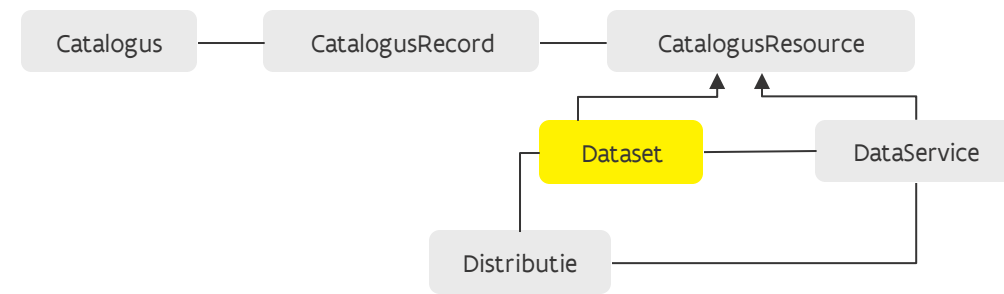 Catalogus
CatalogusRecord
CatalogusResource
Dataset
DataService
Distributie